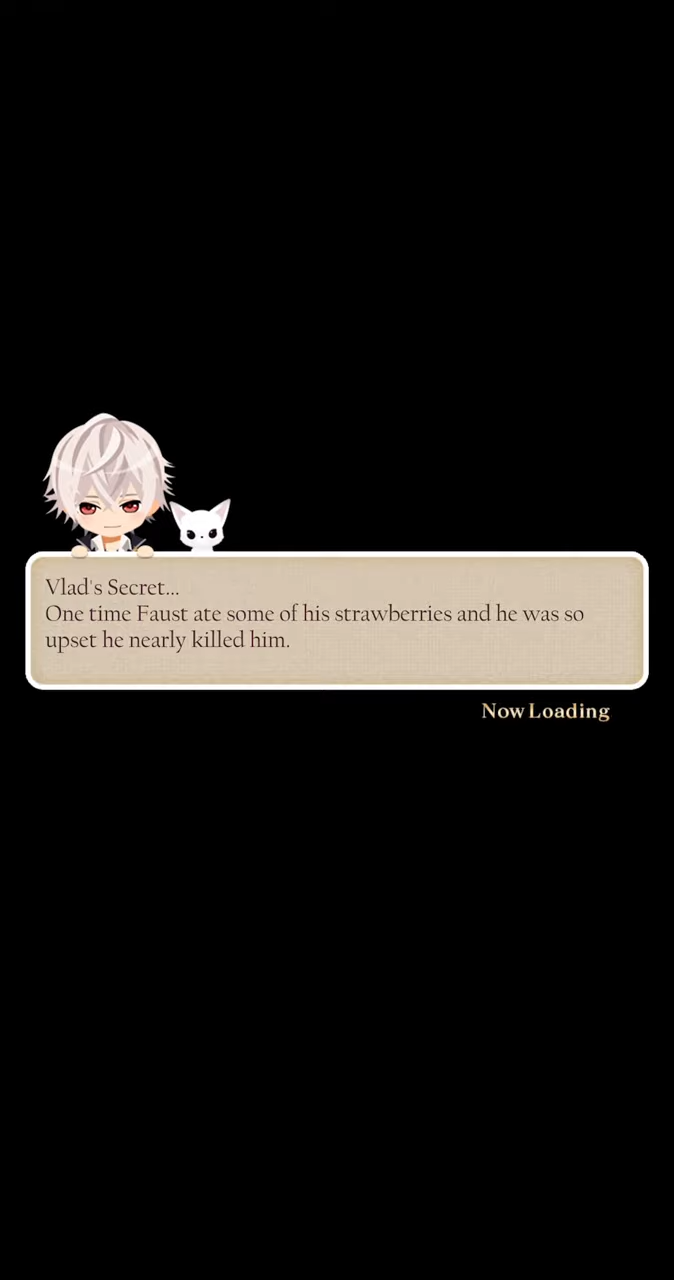 Vlad's Secret...
One time Faust ate some of his strawberries and he was so
upset he nearly killed him.
Now Loading